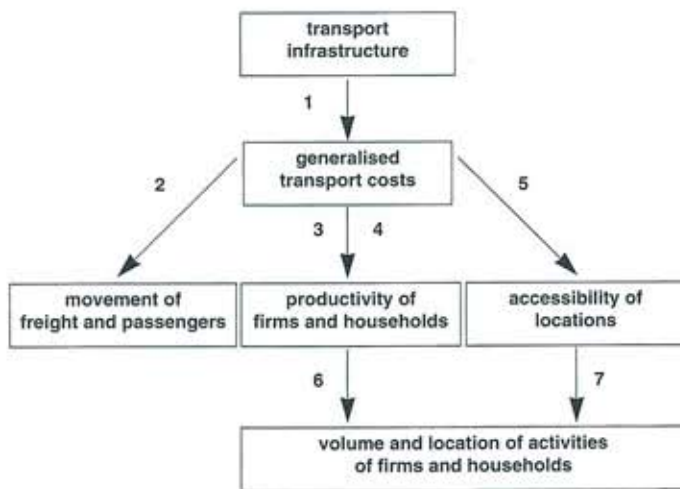 transport
infrastructure
1
generalised
transport costs
2
5
3 4
movement of
freight and passengers
productivity of
firms and households
accessibility of
locations
6
7
volume and location of activities
of firms and households